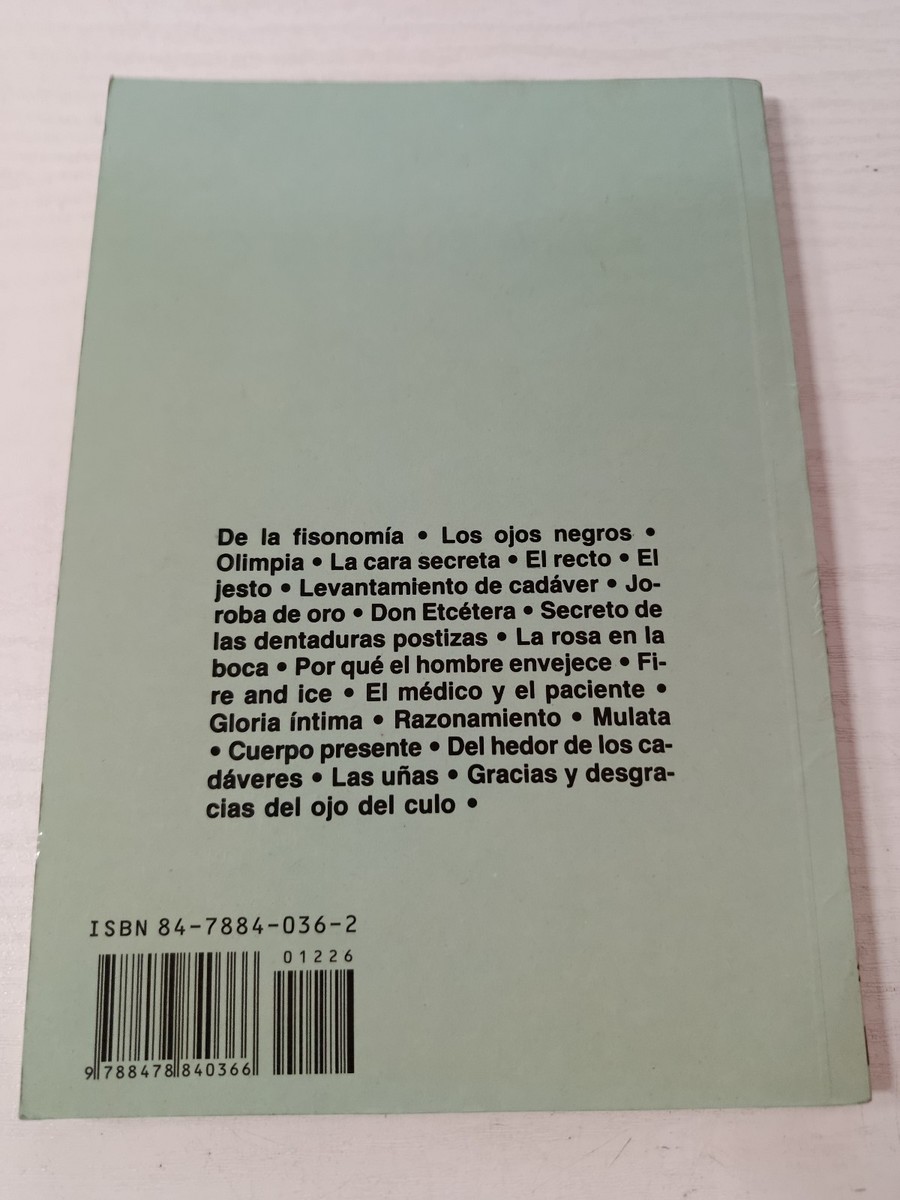 De la fisonomía • Los ojos negros •
Olimpia • La cara secreta • El recto • El
jesto • Levantamiento de cadáver • Jo-
roba de oro • Don Etcétera • Secreto de
las dentaduras postizas • La rosa en la
boca • Por qué el hombre envejece • Fi-
re and ice • El médico y el paciente •
Gloria íntima • Razonamiento • Mulata
• Cuerpo presente • Del hedor de los ca-
dáveres • Las uñas • Gracias y desgra-
cias del ojo del culo •
ISBN 84-7884-036-2
01226
9 788478 840366